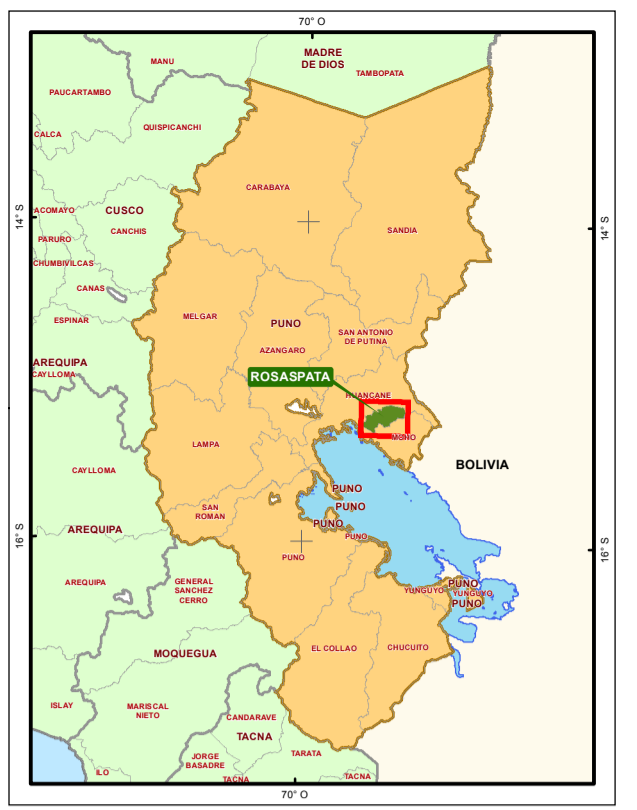 70° O
MADRE
DE DIOS
MANU
TAMBOPATA
PAUCARTAMBO
QUISPICANCHI
CALCA
CARABAYA
ACOMAYO
CUSCO
14° S
14° S
CANCHIS
SANDIA
PARURO
CHUMBIVILCAS
CANAS
MELGAR
ESPINAR
PUNO
SAN ANTONIO
DE PUTINA
AZANGARO
AREQUIPA
CAYLLOMA
ROSASPATA
HUANCANE
MOHO
LAMPA
BOLIVIA
CAYLLOMA
PUNO
SAN
ROMAN
PUNO
PUNO
AREQUIPA
PUNO
16° S
16° S
PUNO
AREQUIPA
GENERAL
SANCHEZ
CERRO
YUNGUYO
PUNO
YUNGUYO
PUNO
EL COLLAO
CHUCUITO
MOQUEGUA
ISLAY
MARISCAL
NIETO
CANDARAVE
TACNA
JORGE
BASADRE
TARATA
ILO
TACNA
TACNA
70° O